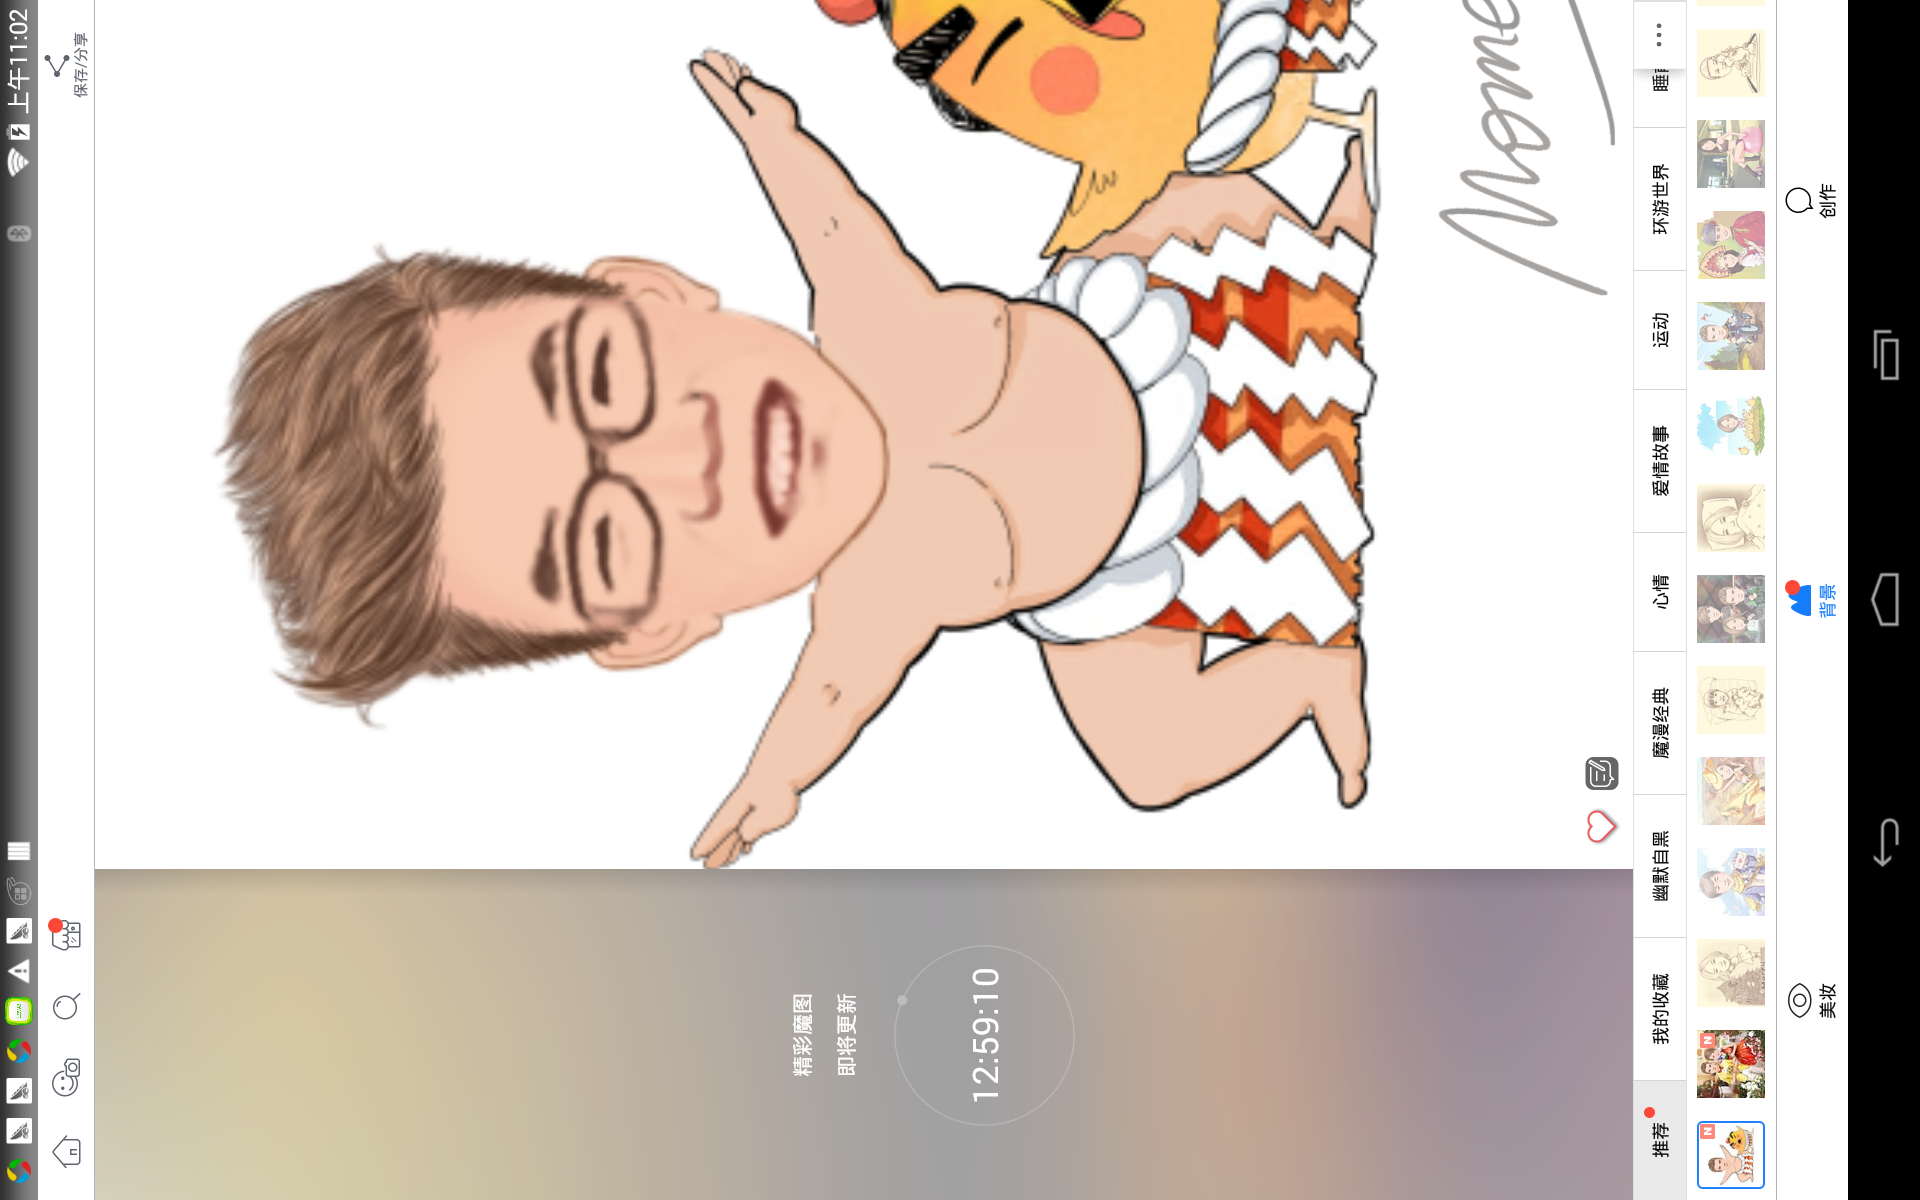 上午11:02
保存/分享
精彩魔图
即将更新
12:59:10
推荐
N
N
我的收藏
幽默自黑
魔漫经典
心情
爱情故事
运动
环游世界
美妆
背景
创作